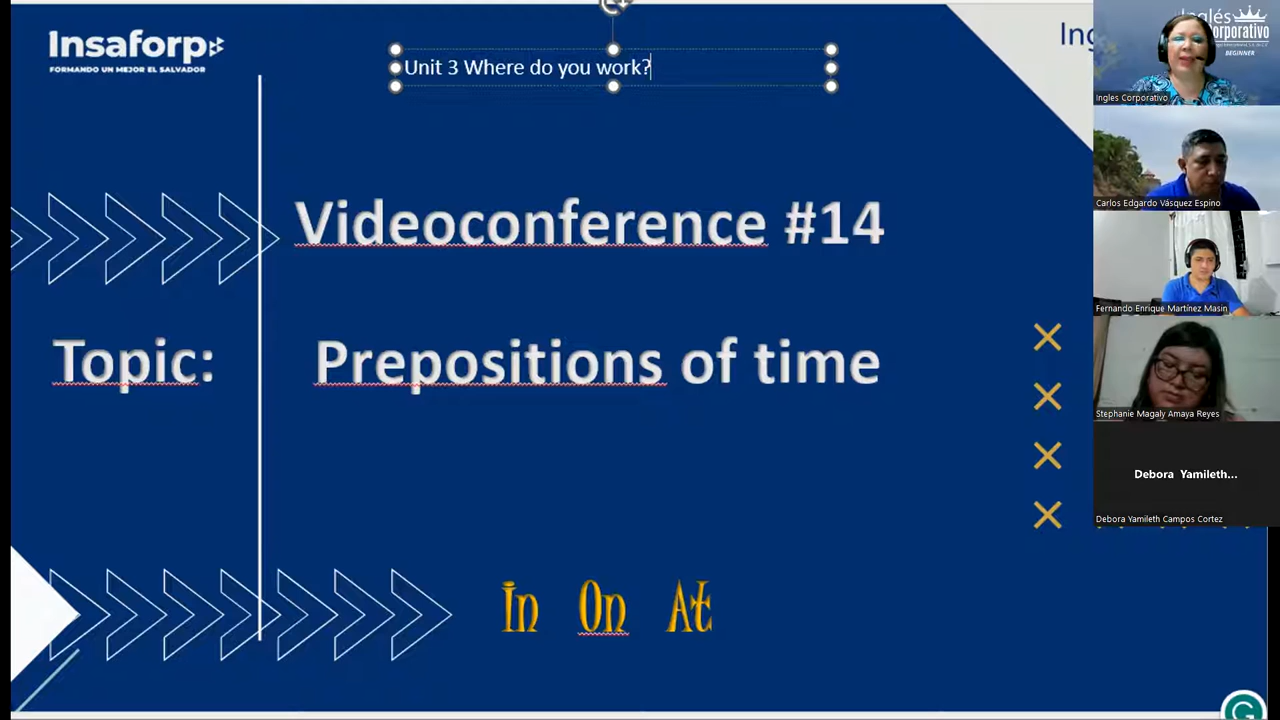 Insaforp
FORMANDO UN MEJOR EL SALVADOR
Unit 3 Where do you work?
Videoconference #14
Topic:
Prepositions of time
In On At
Inglés
Corporativo
BEGINNER
Ingles Corporativo
Carlos Edgardo Vásquez Espino
Fernando Enrique Martínez Masin
Stephanie Magaly Amaya Reyes
Debora Yamileth...
Debora Yamileth Campos Cortez